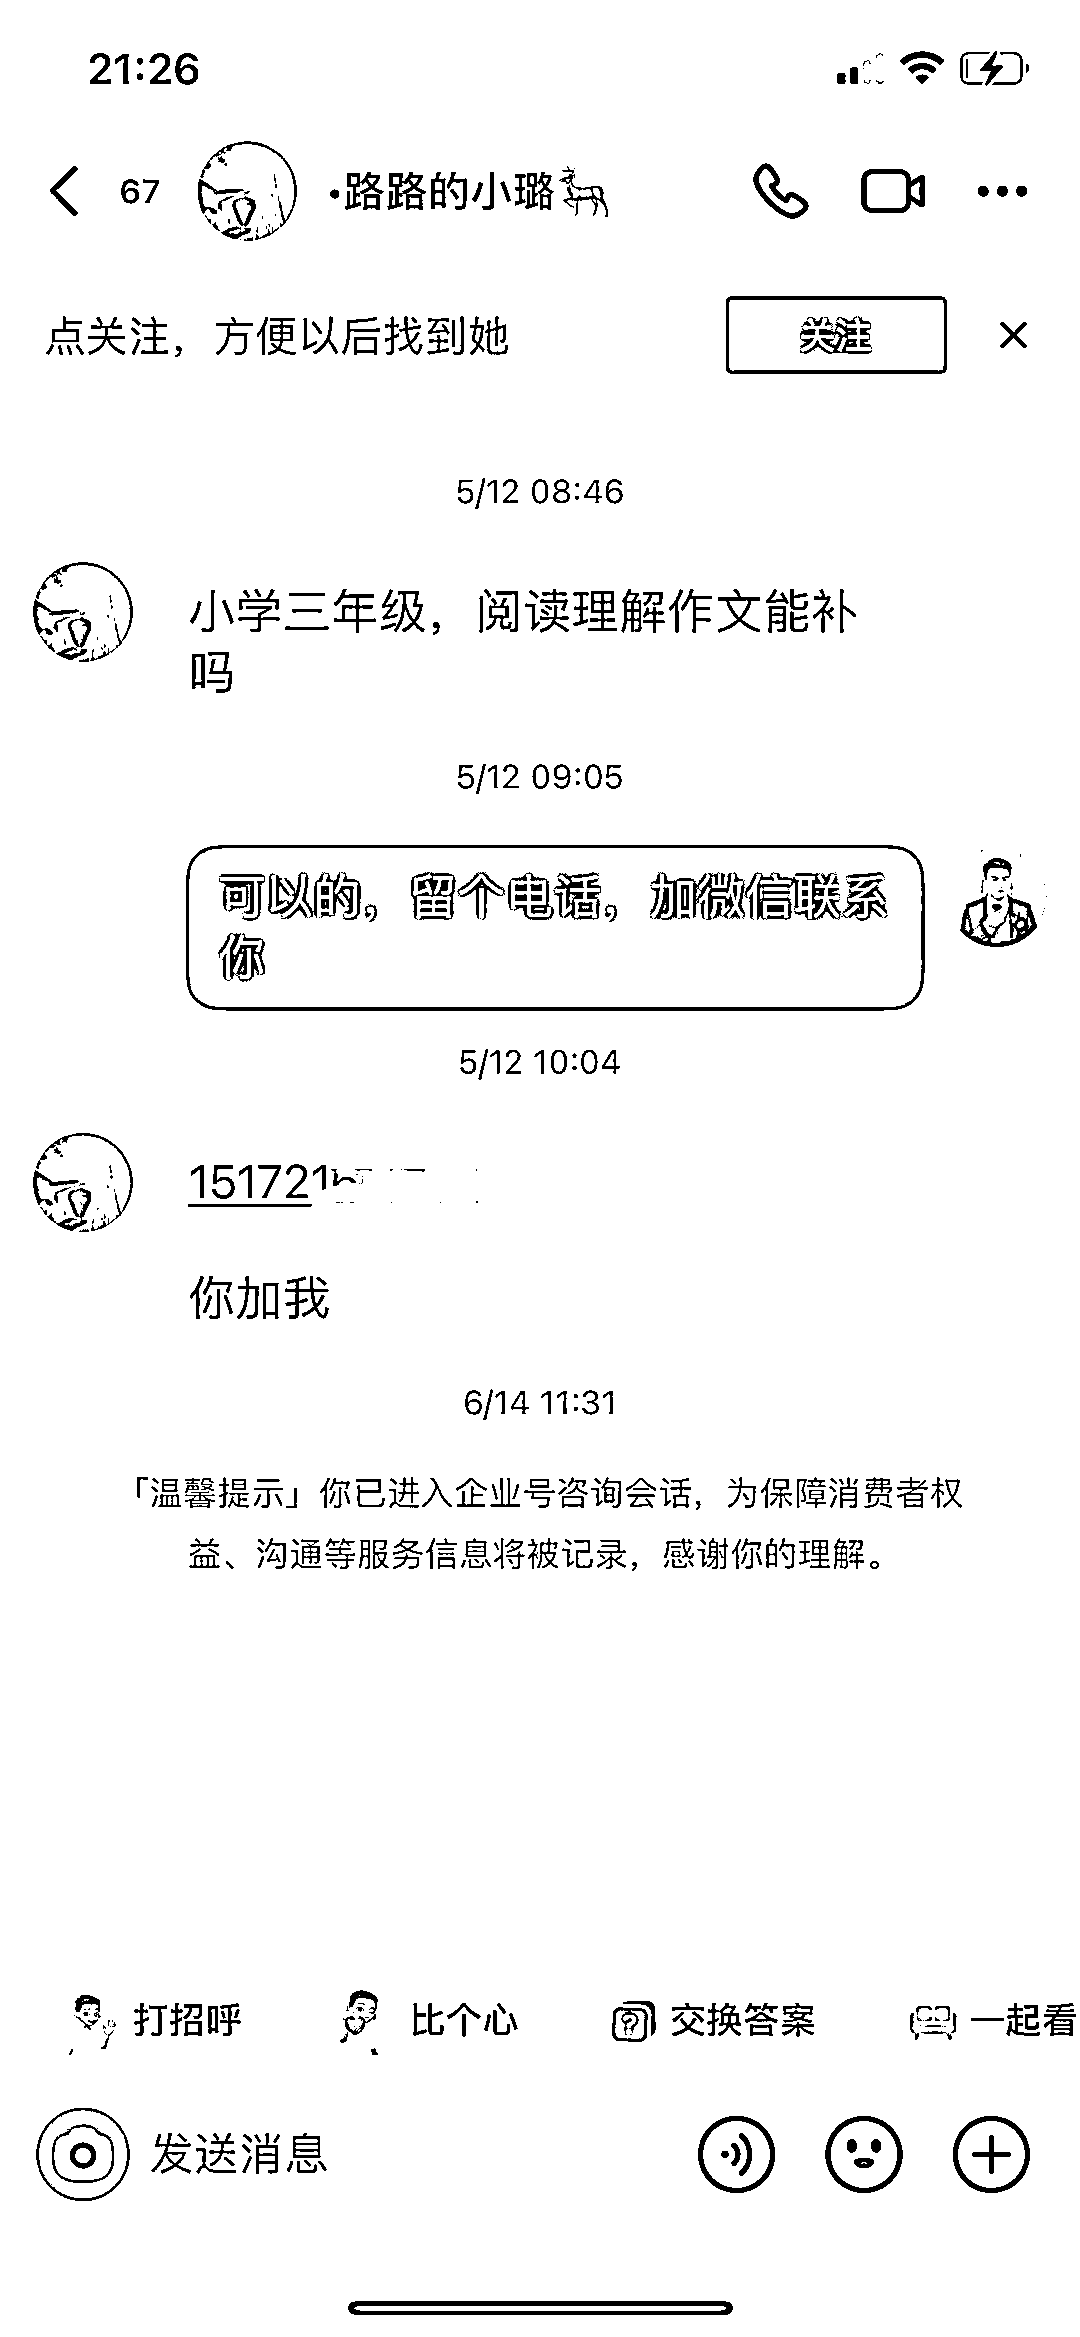 21:26
67 ·路路的小璐🦌
点关注，方便以后找到她 关注
5/12 08:46
小学三年级，阅读理解作文能补
吗
5/12 09:05
可以的，留个电话，加微信联系
你
5/12 10:04
151721
你加我
6/14 11:31
「温馨提示」你已进入企业号咨询会话，为保障消费者权
益、沟通等服务信息将被记录，感谢你的理解。
打招呼 比个心 交换答案 一起看
发送消息